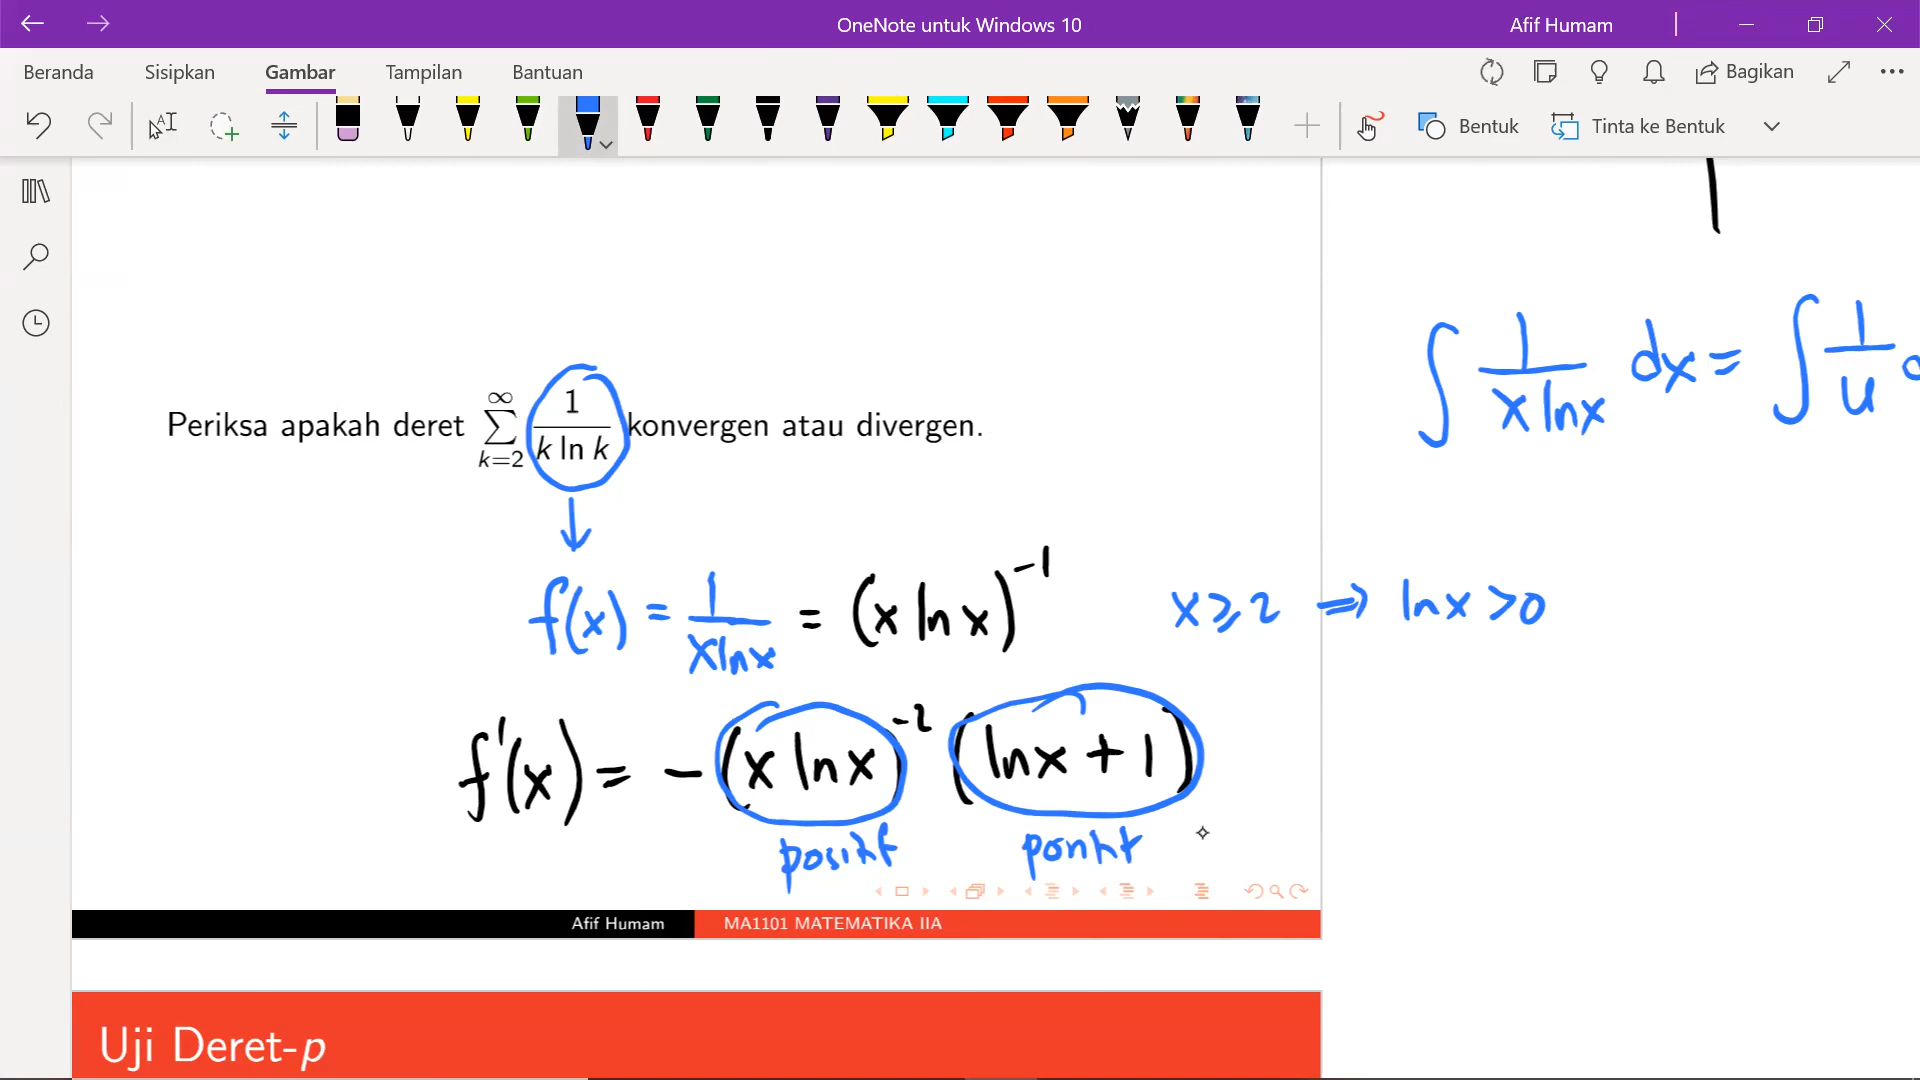 OneNote untuk Windows 10
Afif Humam
Beranda Sisipkan Gambar Tampilan Bantuan
Bagikan
Bentuk Tinta ke Bentuk
∫ 1/(x ln x) dx = ∫ 1/u
Periksa apakah deret ∑_{k=2}^{∞} 1/(k ln k) konvergen atau divergen.
f(x) = 1/(x ln x) = (x ln x)^{-1} x ≥ 2 ⇒ ln x > 0
f'(x) = -(x ln x)^{-2} (ln x + 1)
positif positif
Afif Humam MA1101 MATEMATIKA IIA
Uji Deret-p